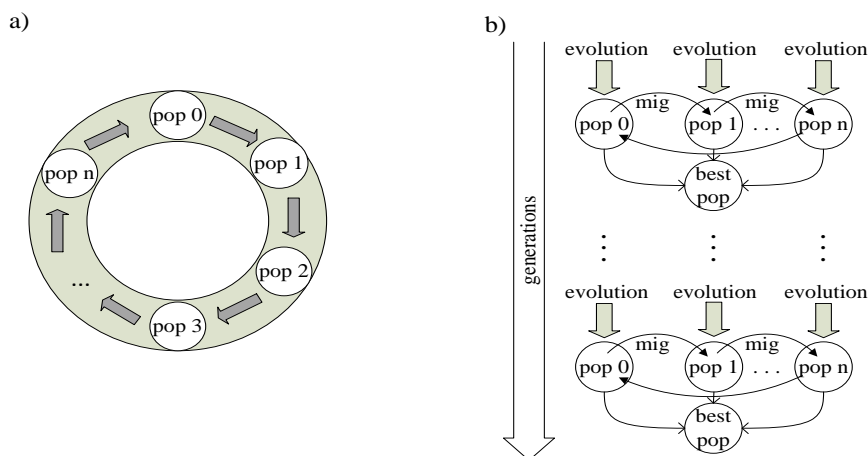 a)
pop 0
pop 1
pop 2
pop 3
...
pop n
b)
generations
evolution evolution evolution
mig mig
pop 0 pop 1 . . . pop n
best
pop
evolution evolution evolution
mig mig
pop 0 pop 1 . . . pop n
best
pop